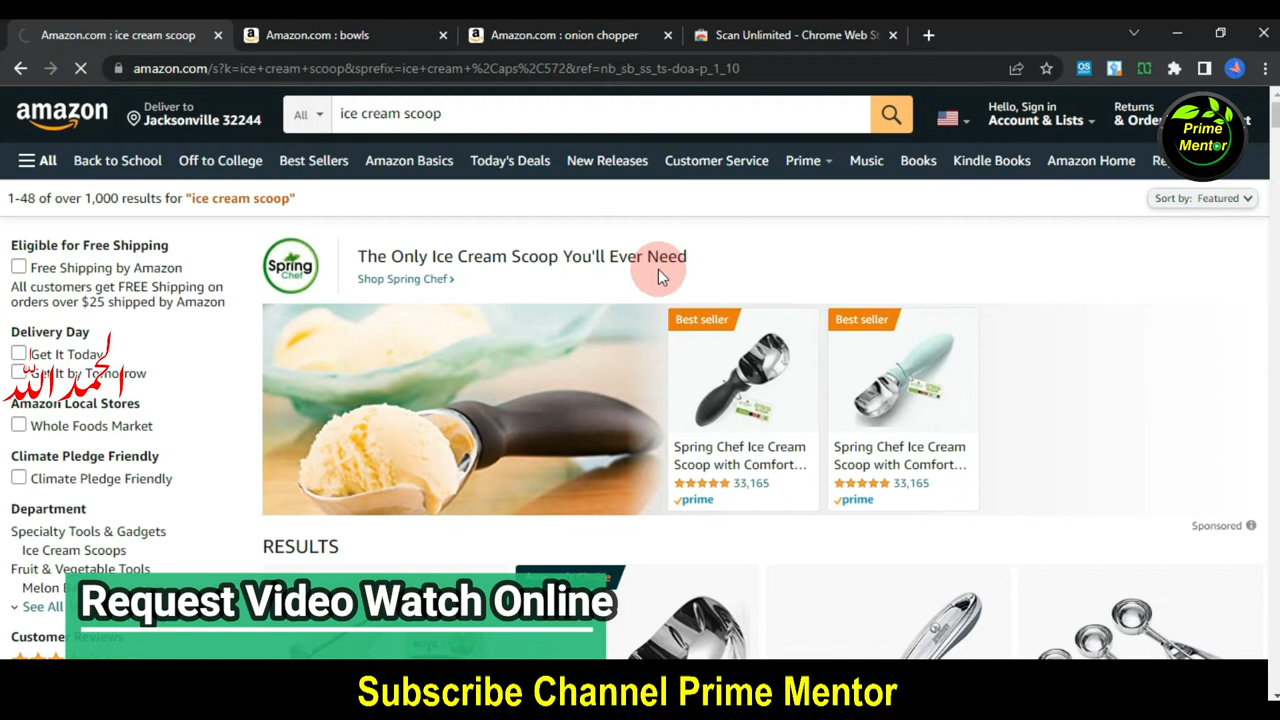 Amazon.com : ice cream scoop
Amazon.com : bowls
Amazon.com : onion chopper
Scan Unlimited - Chrome Web St
amazon.com/s?k=ice+cream+scoop&sprefix=ice+cream+%2Caps%2C572&ref=nb_sb_ss_ts-doa-p_1_10
amazon
Deliver to
Jacksonville 32244
All
ice cream scoop
Hello, Sign in
Account & Lists
Returns
& Order
Prime
Mentor
All
Back to School
Off to College
Best Sellers
Amazon Basics
Today's Deals
New Releases
Customer Service
Prime
Music
Books
Kindle Books
Amazon Home
1-48 of over 1,000 results for "ice cream scoop"
Sort by: Featured
Eligible for Free Shipping
Free Shipping by Amazon
All customers get FREE Shipping on
orders over $25 shipped by Amazon
Delivery Day
Get It Today
Get It by Tomorrow
الحمد اللہ
Amazon Local Stores
Whole Foods Market
Climate Pledge Friendly
Climate Pledge Friendly
Department
Specialty Tools & Gadgets
Ice Cream Scoops
Fruit & Vegetable Tools
Melon
See All
Customer Reviews
Spring
Chef
The Only Ice Cream Scoop You'll Ever Need
Shop Spring Chef
Best seller
Spring Chef Ice Cream
Scoop with Comfort...
33,165
prime
Best seller
Spring Chef Ice Cream
Scoop with Comfort...
33,165
prime
Sponsored
RESULTS
Request Video Watch Online
Subscribe Channel Prime Mentor